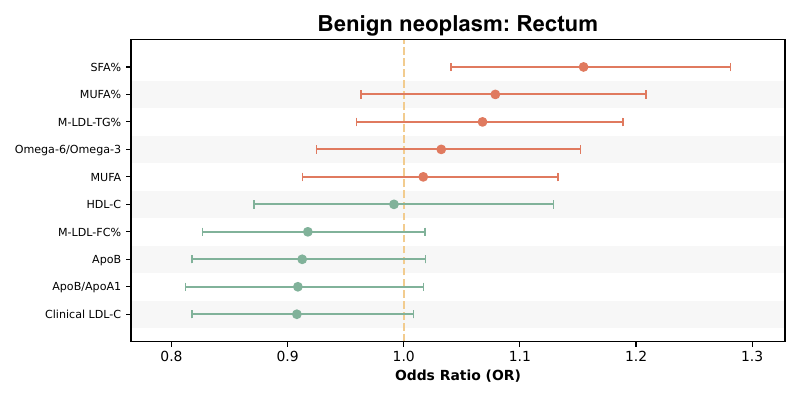 Benign neoplasm: Rectum
SFA%
MUFA%
M-LDL-TG%
Omega-6/Omega-3
MUFA
HDL-C
M-LDL-FC%
ApoB
ApoB/ApoA1
Clinical LDL-C
0.8 0.9 1.0 1.1 1.2 1.3
Odds Ratio (OR)